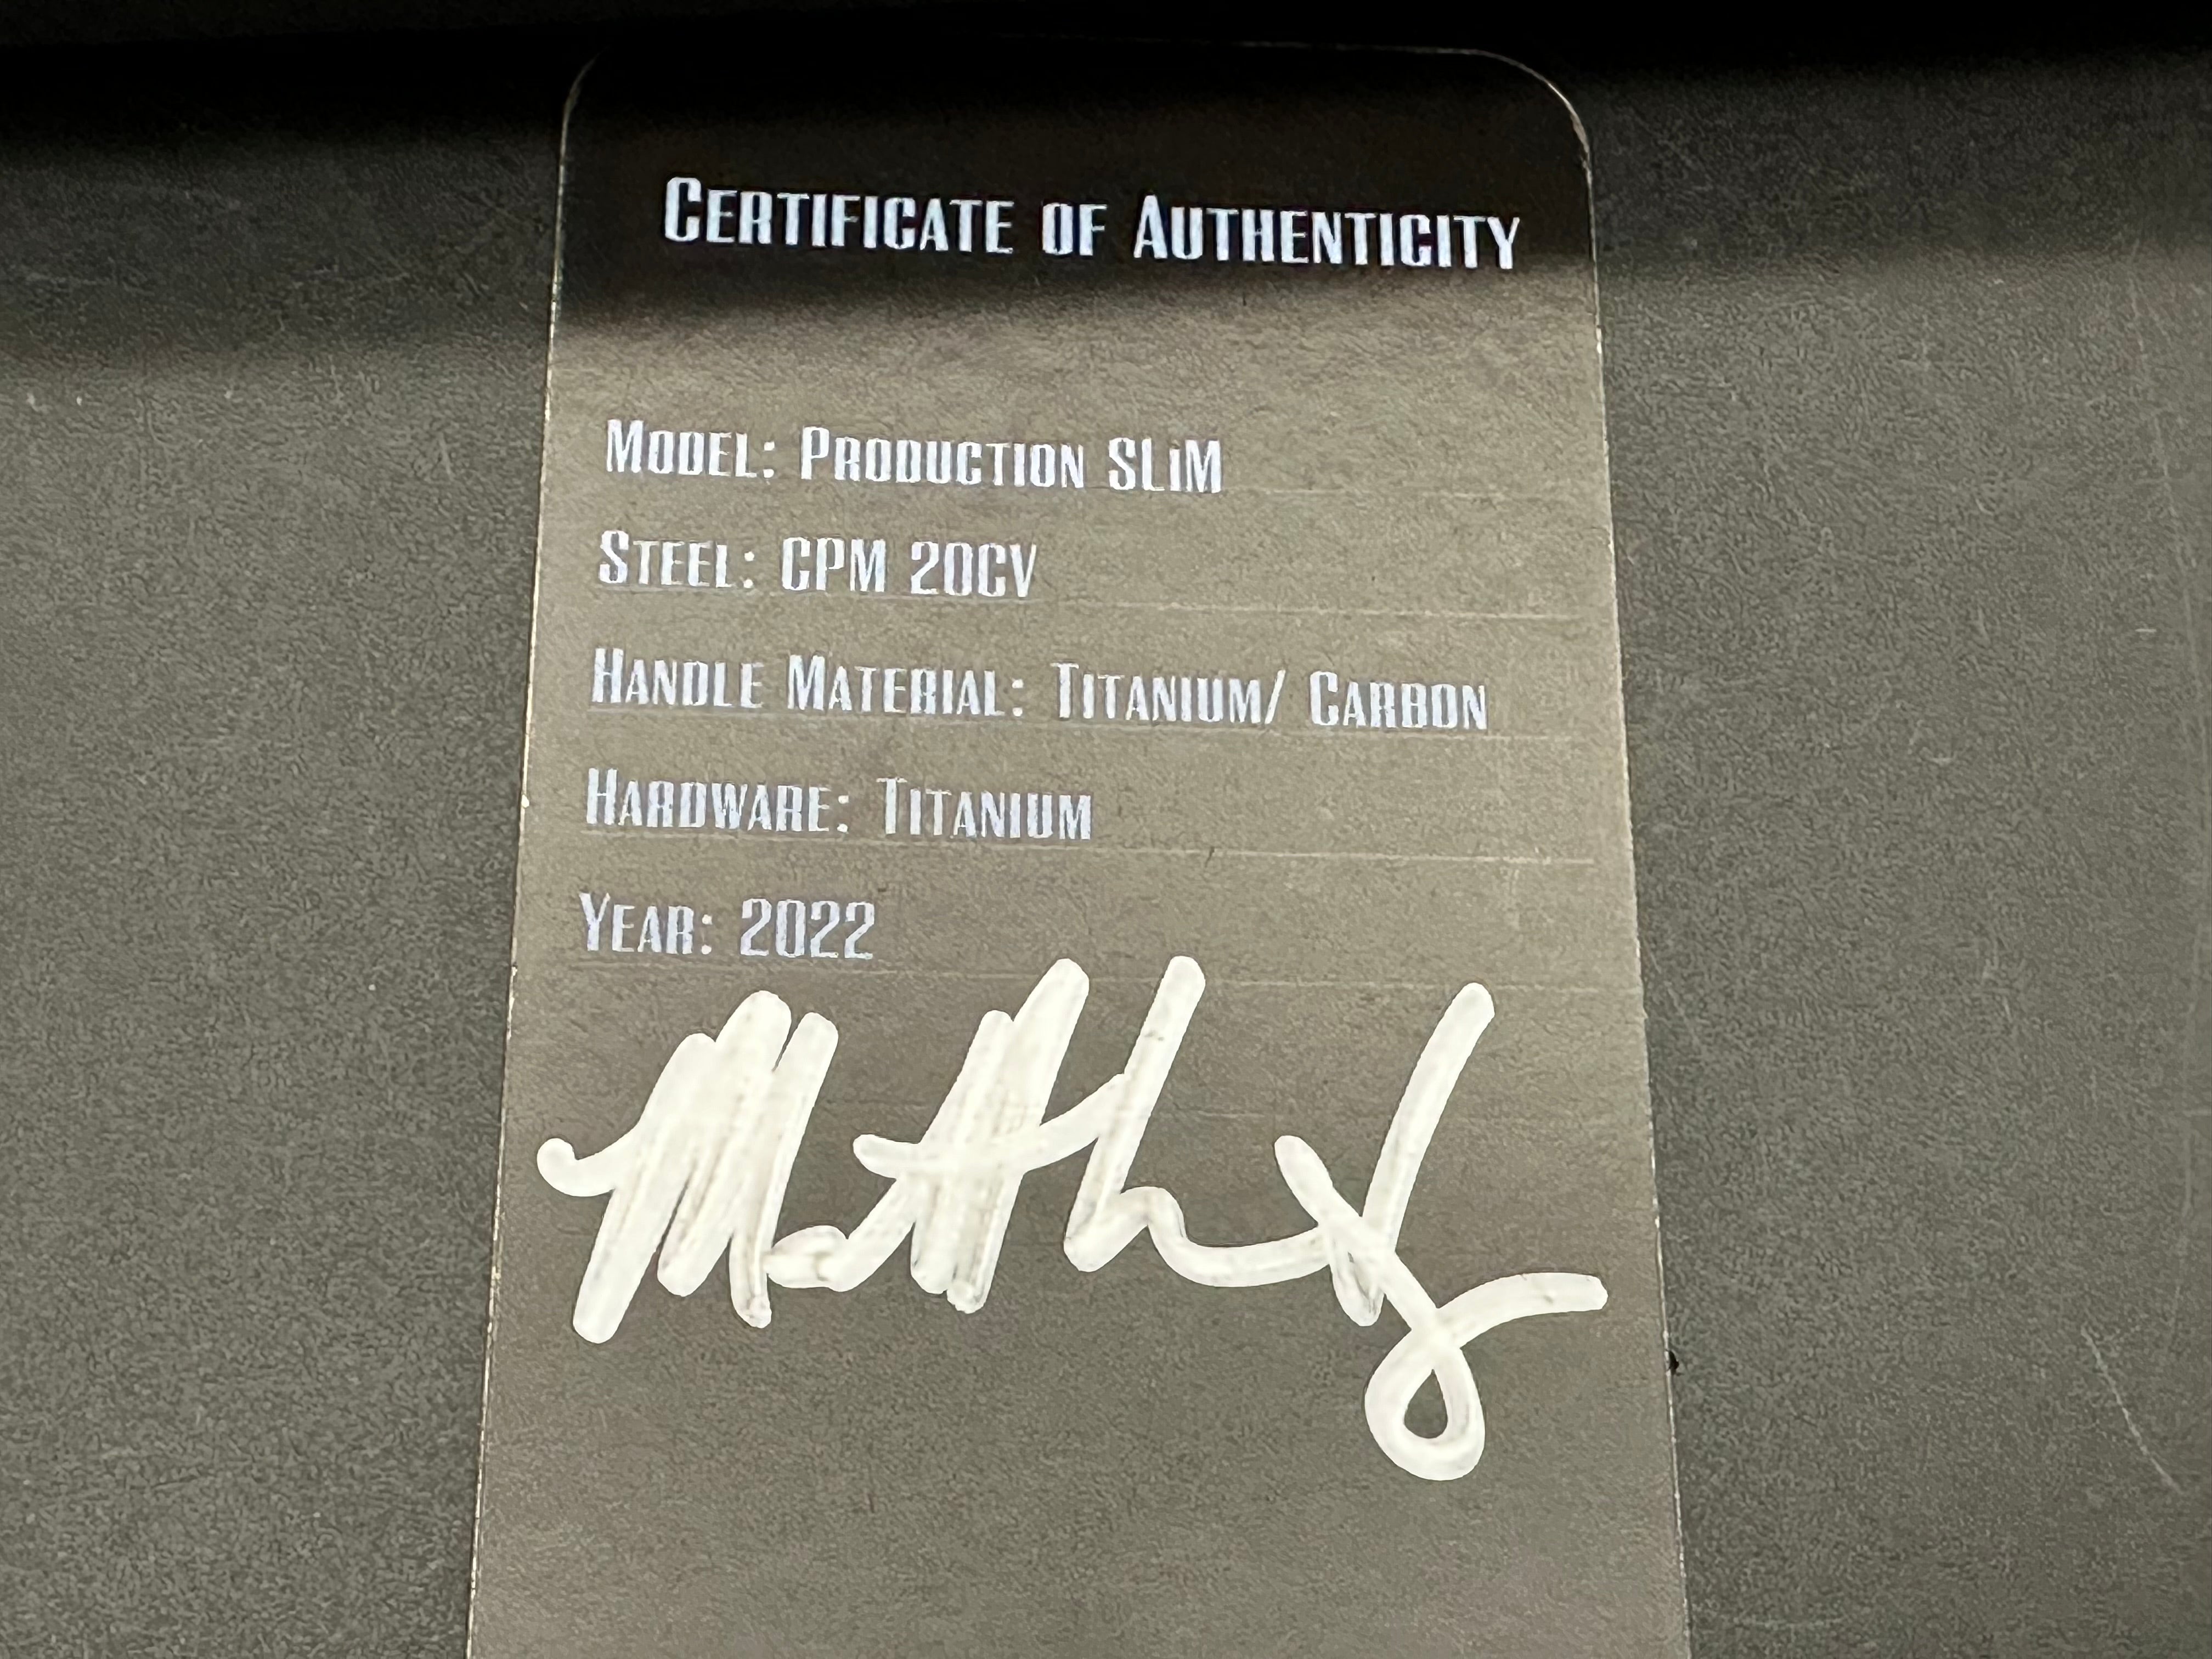 Certificate of Authenticity
Model: Production SLiM
Steel: CPM 20CV
Handle Material: Titanium/ Carbon
Hardware: Titanium
Year: 2022